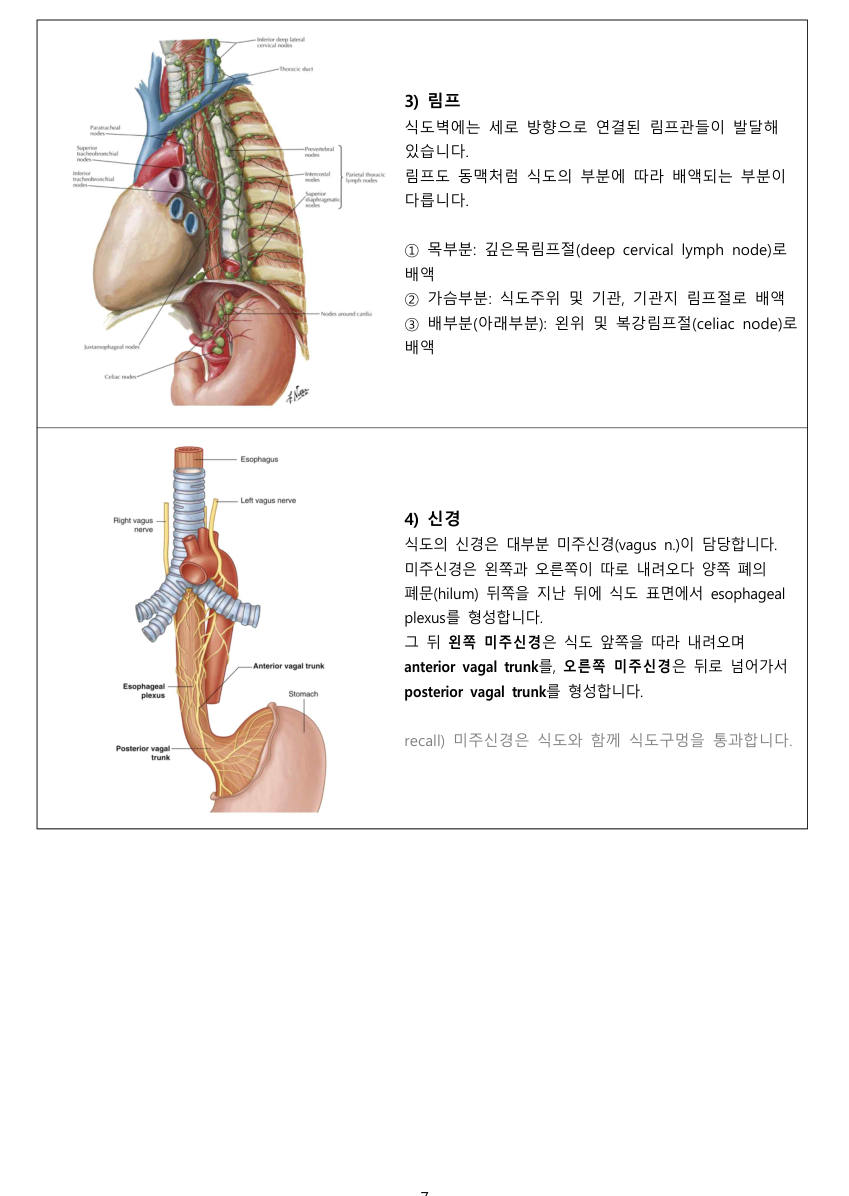 Inferior deep lateral
cervical nodes
Thoracic duct
Paratracheal
nodes
Superior
tracheobronchial
nodes
Inferior
tracheobronchial
nodes
Prevertebral
nodes
Intercostal
nodes
Superior
diaphragmatic
nodes
Parietal thoracic
lymph nodes
Nodes around cardia
Juxtaesophageal nodes
Celiac nodes
3) 림프
식도벽에는 세로 방향으로 연결된 림프관들이 발달해
있습니다.
림프도 동맥처럼 식도의 부분에 따라 배액되는 부분이
다릅니다.
① 목부분: 깊은목림프절(deep cervical lymph node)로
배액
② 가슴부분: 식도주위 및 기관, 기관지 림프절로 배액
③ 배부분(아래부분): 왼위 및 복강림프절(celiac node)로
배액
Esophagus
Left vagus nerve
Right vagus
nerve
Anterior vagal trunk
Esophageal
plexus
Stomach
Posterior vagal
trunk
4) 신경
식도의 신경은 대부분 미주신경(vagus n.)이 담당합니다.
미주신경은 왼쪽과 오른쪽이 따로 내려오다 양쪽 폐의
폐문(hilum) 뒤쪽을 지난 뒤에 식도 표면에서 esophageal
plexus를 형성합니다.
그 뒤 왼쪽 미주신경은 식도 앞쪽을 따라 내려오며
anterior vagal trunk를, 오른쪽 미주신경은 뒤로 넘어가서
posterior vagal trunk를 형성합니다.
recall) 미주신경은 식도와 함께 식도구멍을 통과합니다.